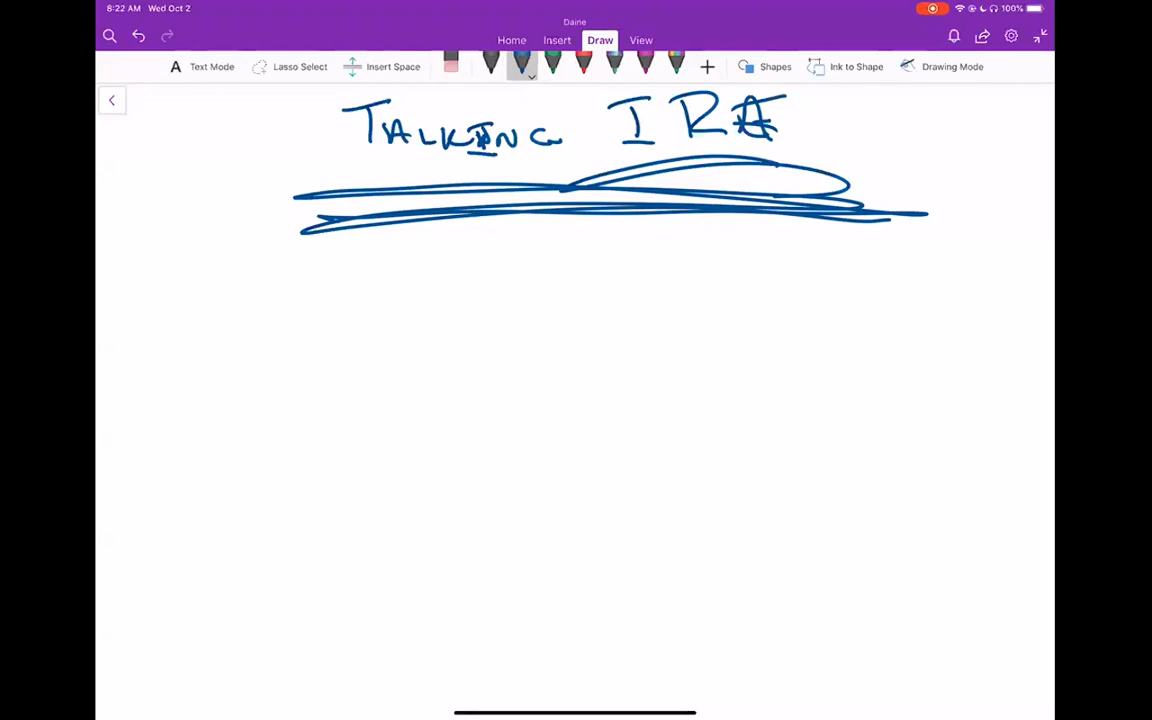 8:22 AM Wed Oct 2
100%
Daine
Home Insert Draw View
Text Mode Lasso Select Insert Space Shapes Ink to Shape Drawing Mode
TALKING IRA